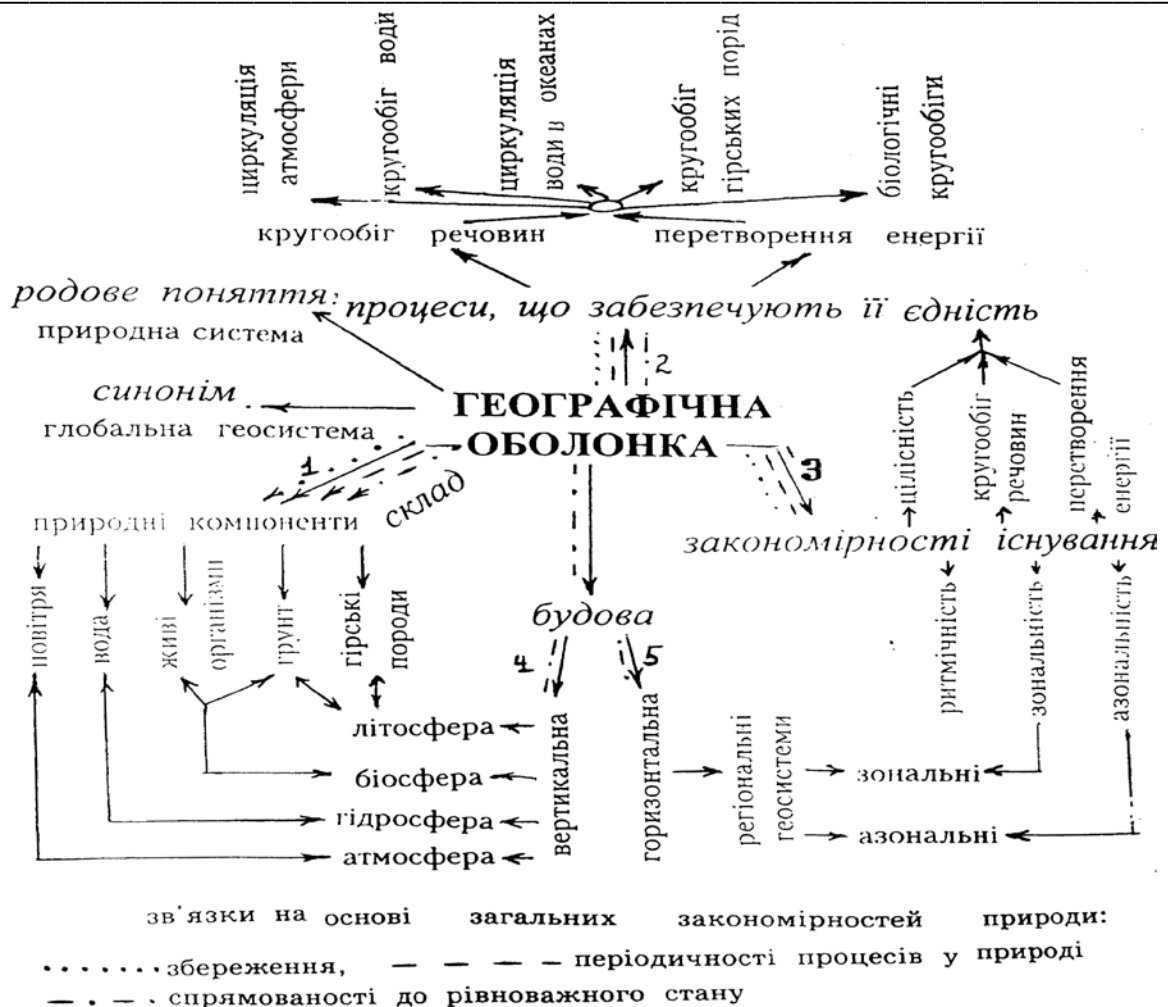 циркуляція
атмосфери
кругообіг води
циркуляція
води в океанах
кругообіг
гірських порід
біологічні
кругообіги
кругообіг речовин
перетворення енергії
родове поняття:
природна система
процеси, що забезпечують її єдність
2
синонім
глобальна геосистема
ГЕОГРАФІЧНА
ОБОЛОНКА
1
склад
3
цілісність
кругообіг
речовин
перетворення
енергії
природні компоненти
закономірності існування
повітря
вода
живі
організми
грунт
гірські
породи
будова
4
5
ритмічність
зональність
азональність
літосфера
біосфера
гідросфера
атмосфера
вертикальна
горизонтальна
регіональні
геосистеми
зональні
азональні
зв'язки на основі загальних закономірностей природи:
збереження, періодичності процесів у природі
спрямованості до рівноважного стану